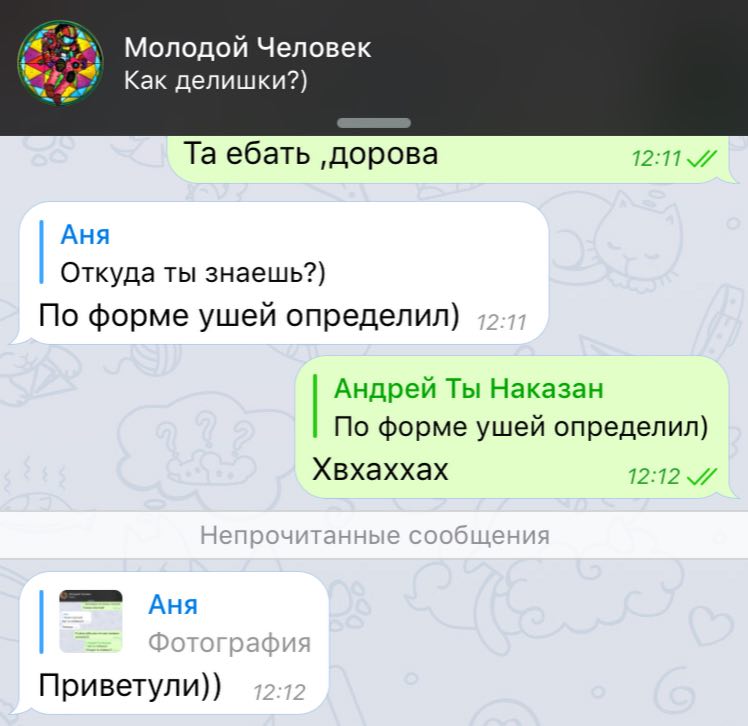 Молодой Человек
Как делишки?)
Та ебать ,дорова
12:11
Аня
Откуда ты знаешь?)
По форме ушей определил)
12:11
Андрей Ты Наказан
По форме ушей определил)
Хвхаххах
12:12
Непрочитанные сообщения
Аня
Фотография
Приветули))
12:12